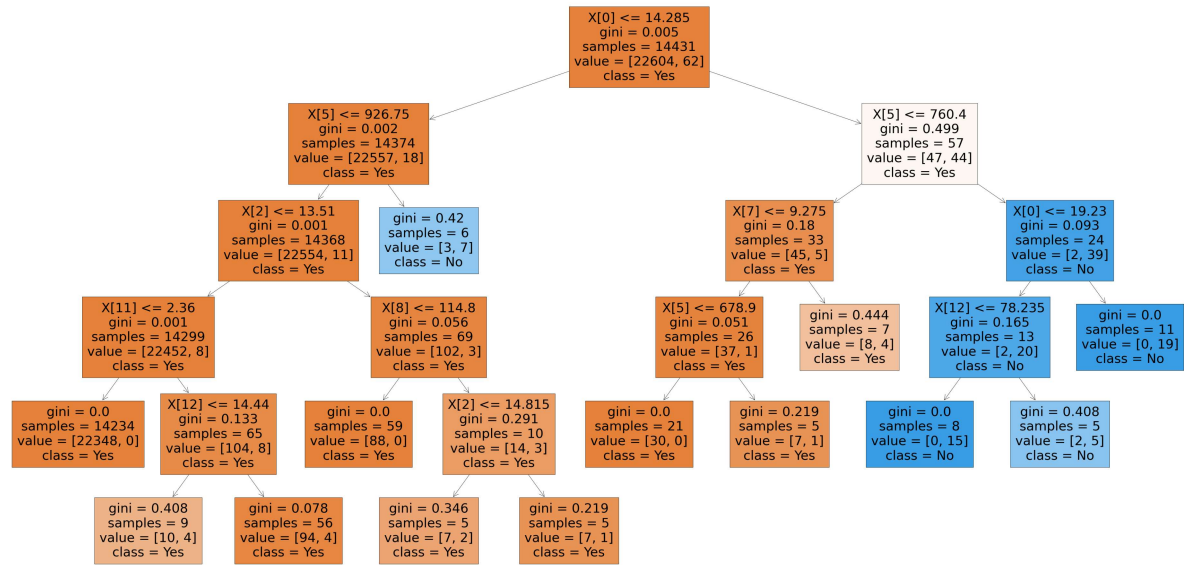 X[0] <= 14.285
gini = 0.005
samples = 14431
value = [22604, 62]
class = Yes
X[5] <= 926.75
gini = 0.002
samples = 14374
value = [22557, 18]
class = Yes
X[5] <= 760.4
gini = 0.499
samples = 57
value = [47, 44]
class = Yes
X[2] <= 13.51
gini = 0.001
samples = 14368
value = [22554, 11]
class = Yes
gini = 0.42
samples = 6
value = [3, 7]
class = No
X[7] <= 9.275
gini = 0.18
samples = 33
value = [45, 5]
class = Yes
X[0] <= 19.23
gini = 0.093
samples = 24
value = [2, 39]
class = No
X[11] <= 2.36
gini = 0.001
samples = 14299
value = [22452, 8]
class = Yes
X[8] <= 114.8
gini = 0.056
samples = 69
value = [102, 3]
class = Yes
X[5] <= 678.9
gini = 0.051
samples = 26
value = [37, 1]
class = Yes
gini = 0.444
samples = 7
value = [8, 4]
class = Yes
X[12] <= 78.235
gini = 0.165
samples = 13
value = [2, 20]
class = No
gini = 0.0
samples = 11
value = [0, 19]
class = No
gini = 0.0
samples = 14234
value = [22348, 0]
class = Yes
X[12] <= 14.44
gini = 0.133
samples = 65
value = [104, 8]
class = Yes
gini = 0.0
samples = 59
value = [88, 0]
class = Yes
X[2] <= 14.815
gini = 0.291
samples = 10
value = [14, 3]
class = Yes
gini = 0.0
samples = 21
value = [30, 0]
class = Yes
gini = 0.219
samples = 5
value = [7, 1]
class = Yes
gini = 0.0
samples = 8
value = [0, 15]
class = No
gini = 0.408
samples = 5
value = [2, 5]
class = No
gini = 0.408
samples = 9
value = [10, 4]
class = Yes
gini = 0.078
samples = 56
value = [94, 4]
class = Yes
gini = 0.346
samples = 5
value = [7, 2]
class = Yes
gini = 0.219
samples = 5
value = [7, 1]
class = Yes